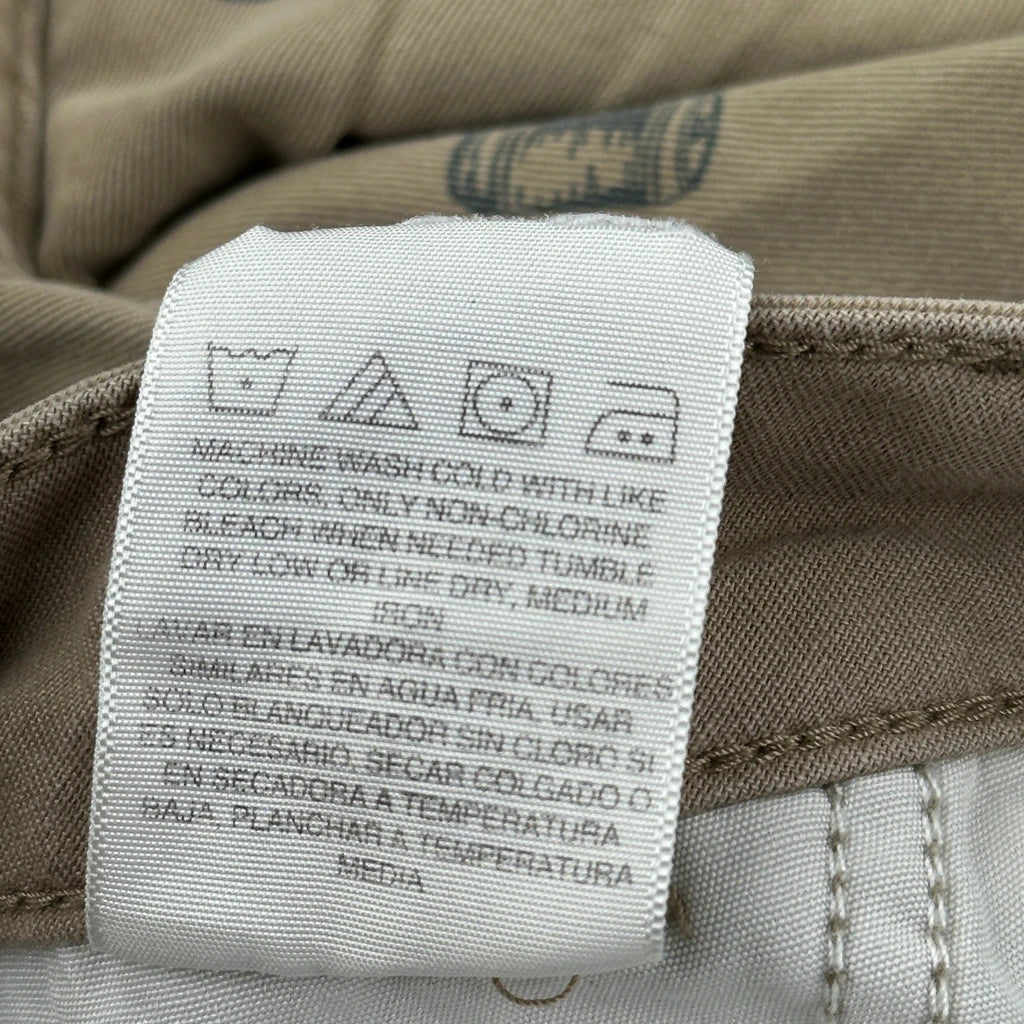 MACHINE WASH COLD WITH LIKE
COLORS, ONLY NON-CHLORINE
BLEACH WHEN NEEDED TUMBLE
DRY LOW OR LINE DRY, MEDIUM
IRON
AVAR EN LAVADORA CON COLORES
SIMILARES EN AGUA FRIA. USAR
SOLO BLANQUEADOR SIN CLORO SI
ES NECESARIO, SECAR COLGADO O
EN SECADORA A TEMPERATURA
BAJA, PLANCHAR A TEMPERATURA
MEDIA